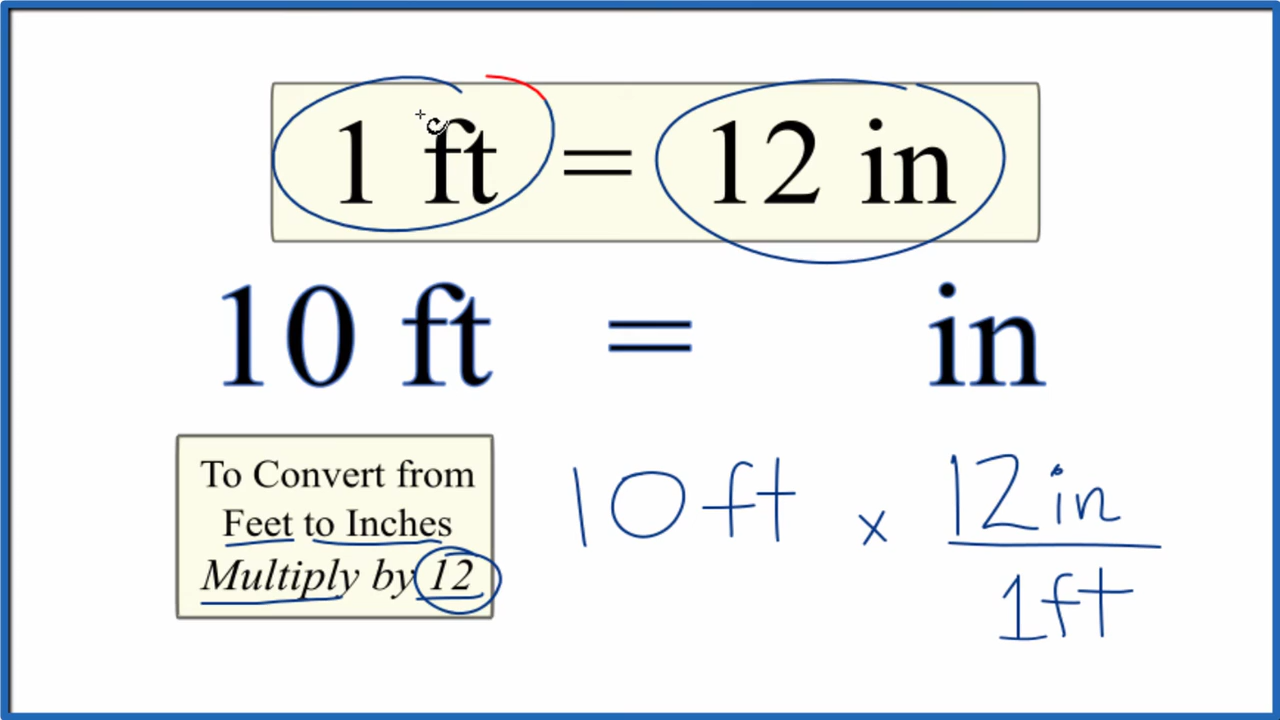 1 ft = 12 in
10 ft = in
To Convert from
Feet to Inches
Multiply by 12
10 ft x 12 in
1 ft